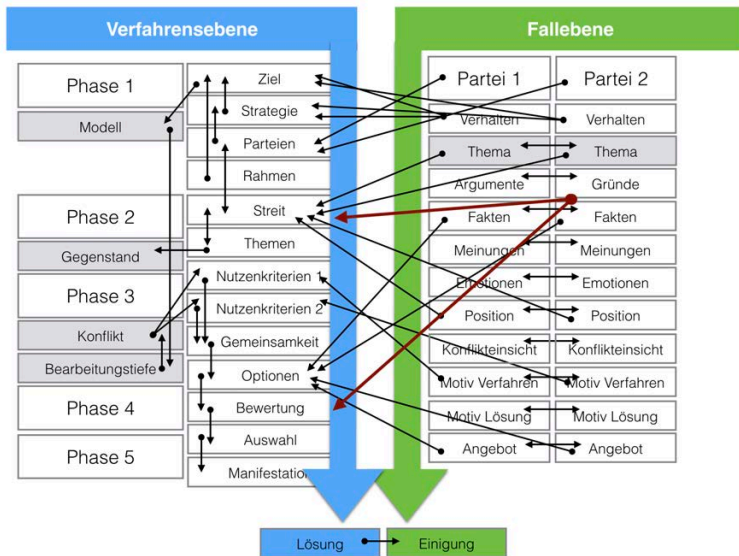 Verfahrensebene
Fallebene
Phase 1
Modell
Phase 2
Gegenstand
Phase 3
Konflikt
Bearbeitungstiefe
Phase 4
Phase 5
Ziel
Strategie
Parteien
Rahmen
Streit
Themen
Nutzenkriterien 1
Nutzenkriterien 2
Gemeinsamkeit
Optionen
Bewertung
Auswahl
Manifestation
Partei 1
Verhalten
Thema
Argumente
Fakten
Meinungen
Emotionen
Position
Konflikteinsicht
Motiv Verfahren
Motiv Lösung
Angebot
Partei 2
Verhalten
Thema
Gründe
Fakten
Meinungen
Emotionen
Position
Konflikteinsicht
Motiv Verfahren
Motiv Lösung
Angebot
Lösung
Einigung